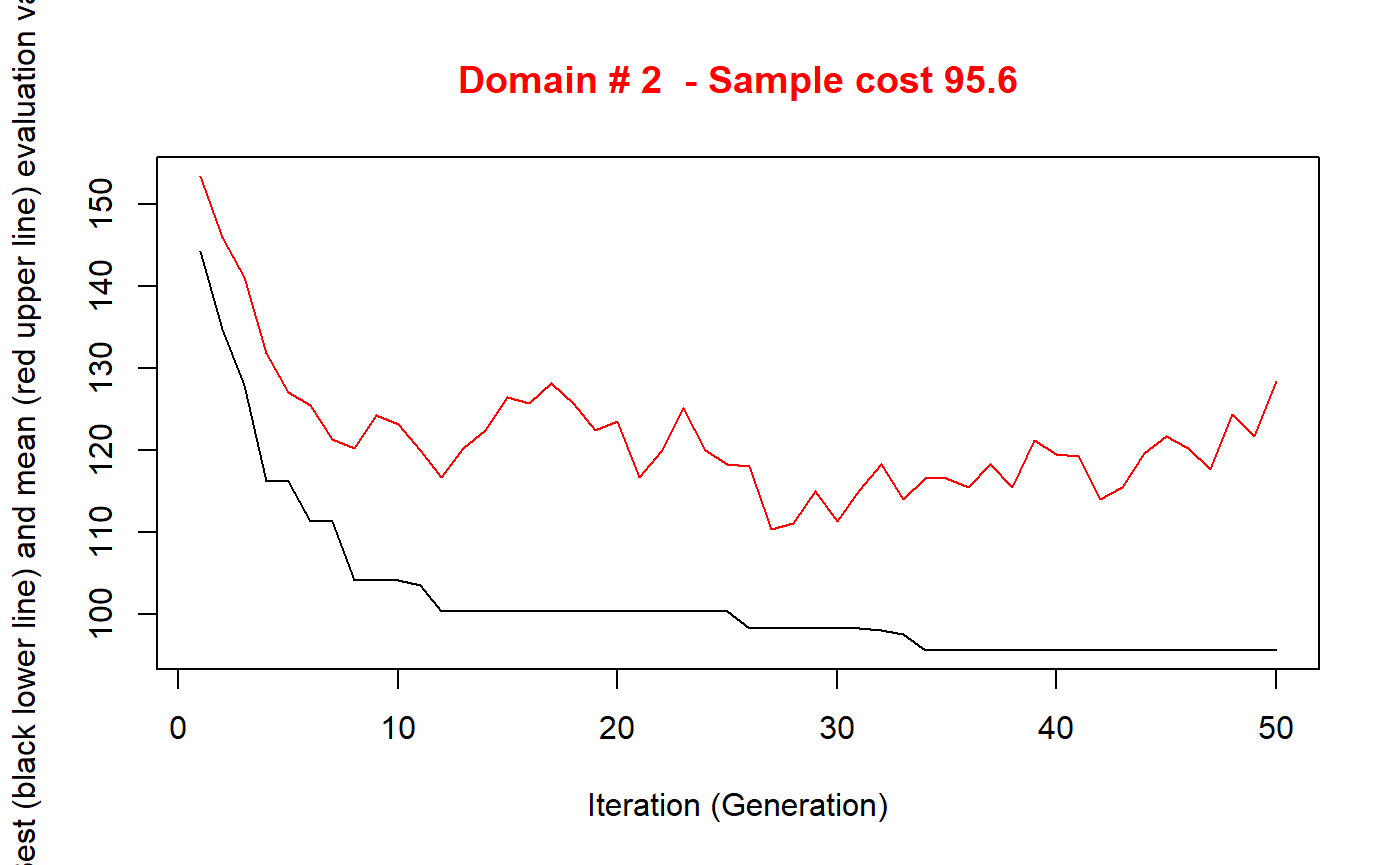 Domain # 2 - Sample cost 95.6
(black lower line) and mean (red upper line) evaluation
150
140
130
120
110
100
0 10 20 30 40 50
Iteration (Generation)